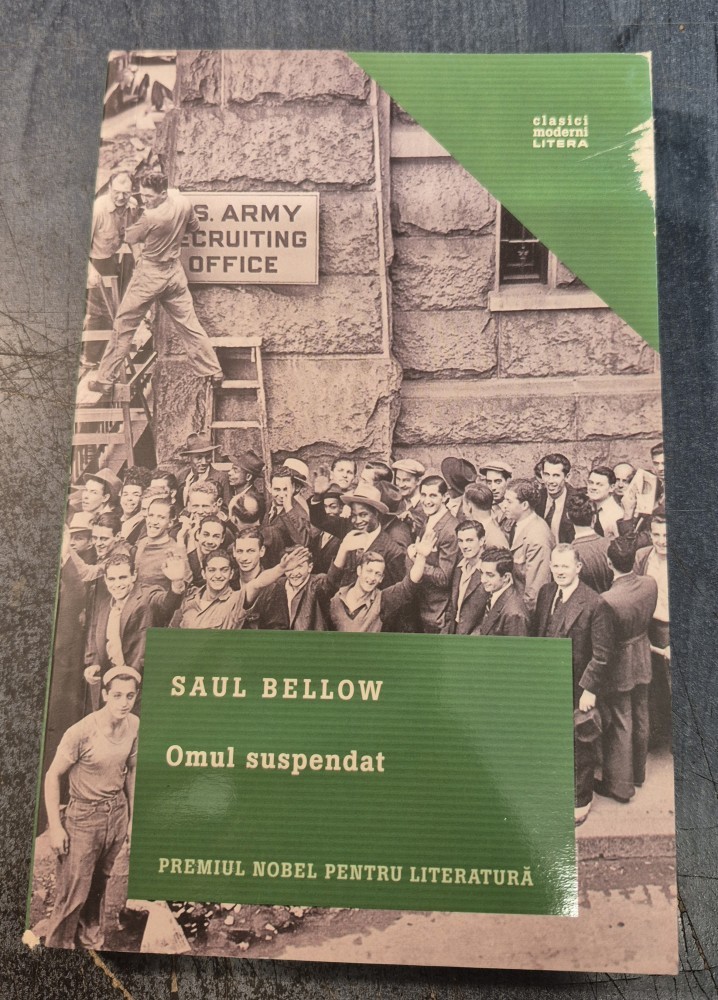 clasici
moderni
LITERA
S. ARMY
ECRUITING
OFFICE
SAUL BELLOW
Omul suspendat
PREMIUL NOBEL PENTRU LITERATURĂ